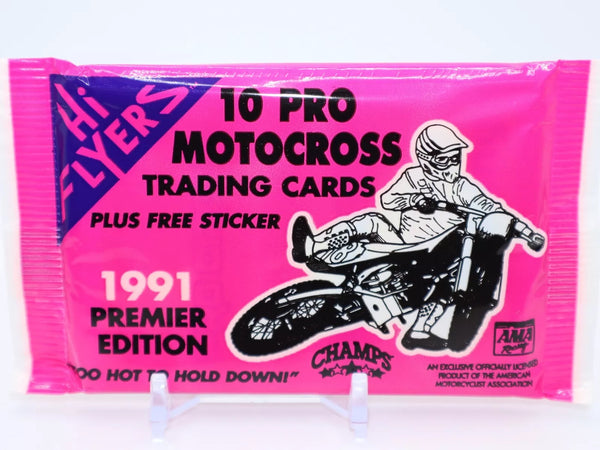 Hi
FLYERS
10 PRO
MOTOCROSS
TRADING CARDS
PLUS FREE STICKER
1991
PREMIER
EDITION
"TOO HOT TO HOLD DOWN!"
CHAMPS
AMA
Racing
AN EXCLUSIVE OFFICIALLY LICENSED
PRODUCT OF THE AMERICAN
MOTORCYCLIST ASSOCIATION